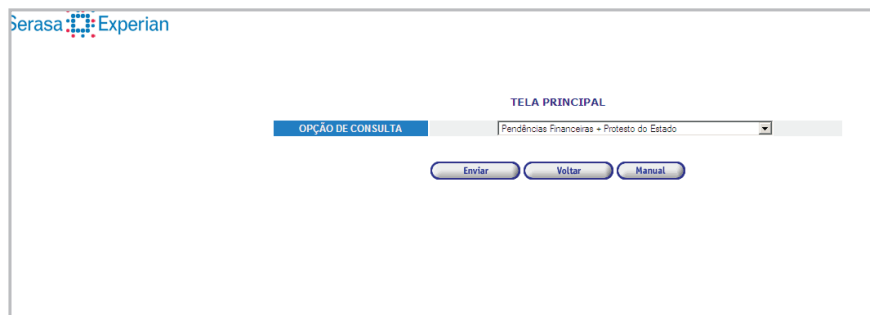 Serasa Experian
TELA PRINCIPAL
OPÇÃO DE CONSULTA Pendências Financeiras + Protesto do Estado
Enviar Voltar Manual